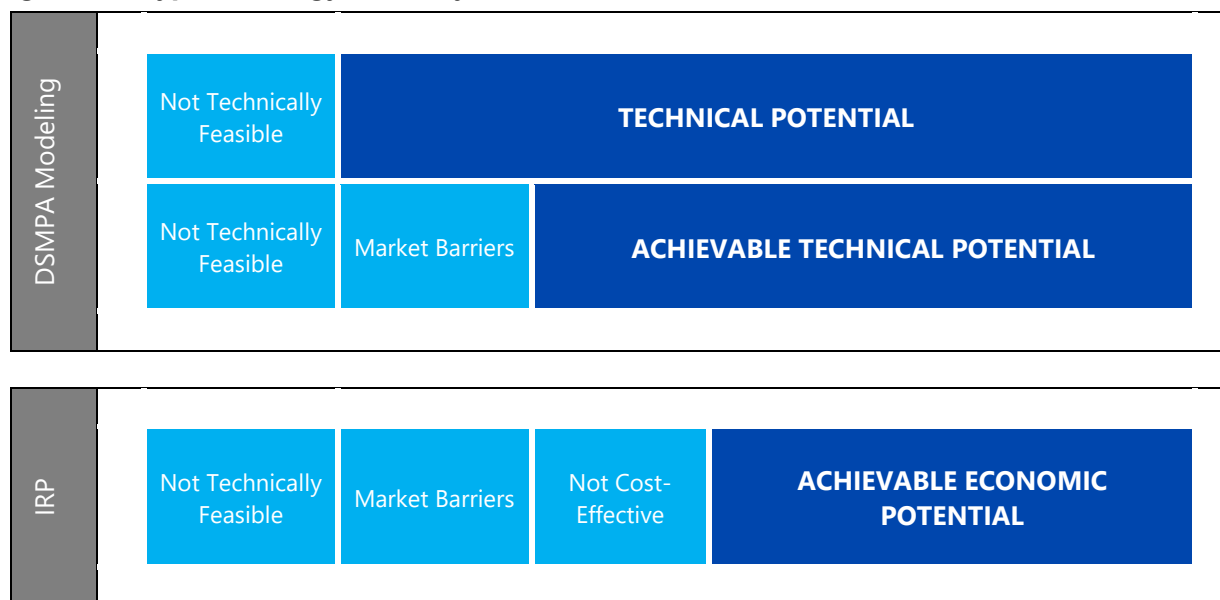 DSMPA Modeling
Not Technically
Feasible
TECHNICAL POTENTIAL
Not Technically
Feasible
Market Barriers
ACHIEVABLE TECHNICAL POTENTIAL
IRP
Not Technically
Feasible
Market Barriers
Not Cost-
Effective
ACHIEVABLE ECONOMIC
POTENTIAL